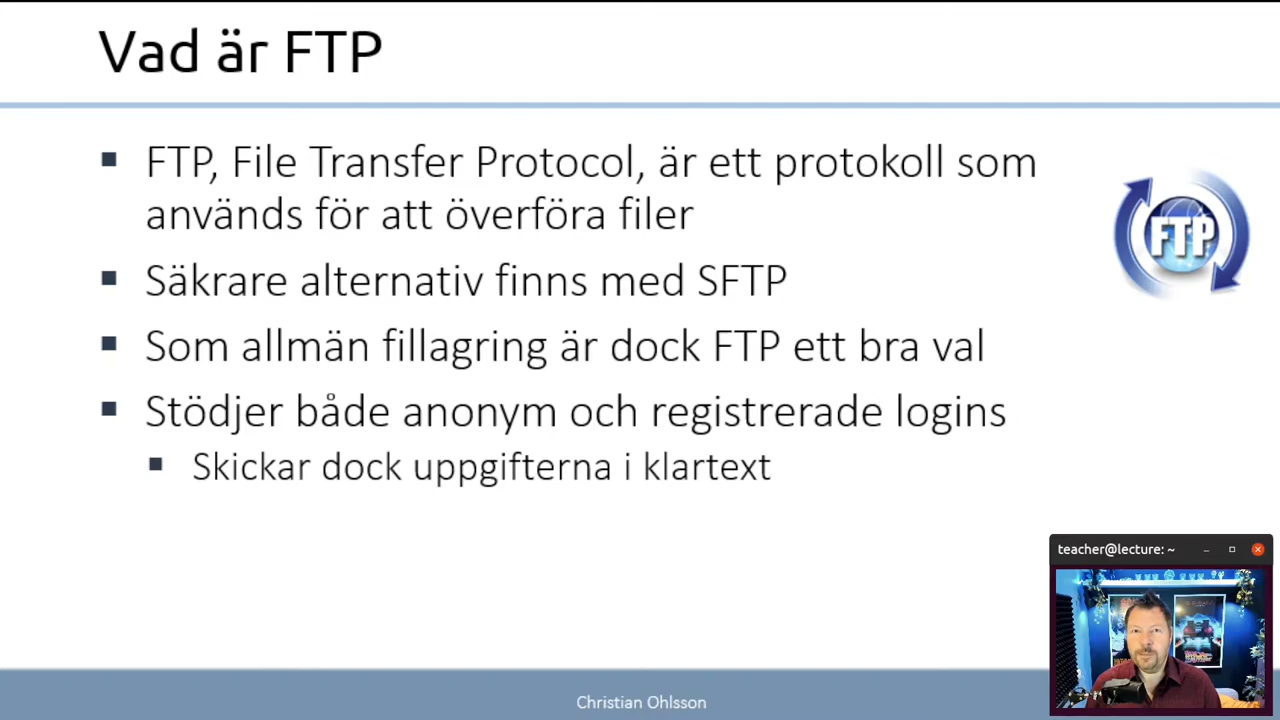 Vad är FTP
FTP, File Transfer Protocol, är ett protokoll som
används för att överföra filer
FTP
Säkrare alternativ finns med SFTP
Som allmän fillagring är dock FTP ett bra val
Stödjer både anonym och registrerade logins
Skickar dock uppgifterna i klartext
teacher@lecture: ~
Christian Ohlsson